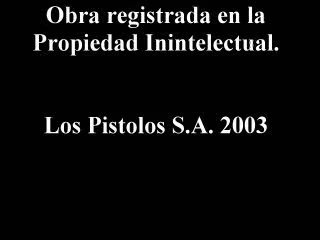 Obra registrada en la
Propiedad Inintelectual.
Los Pistolos S.A. 2003